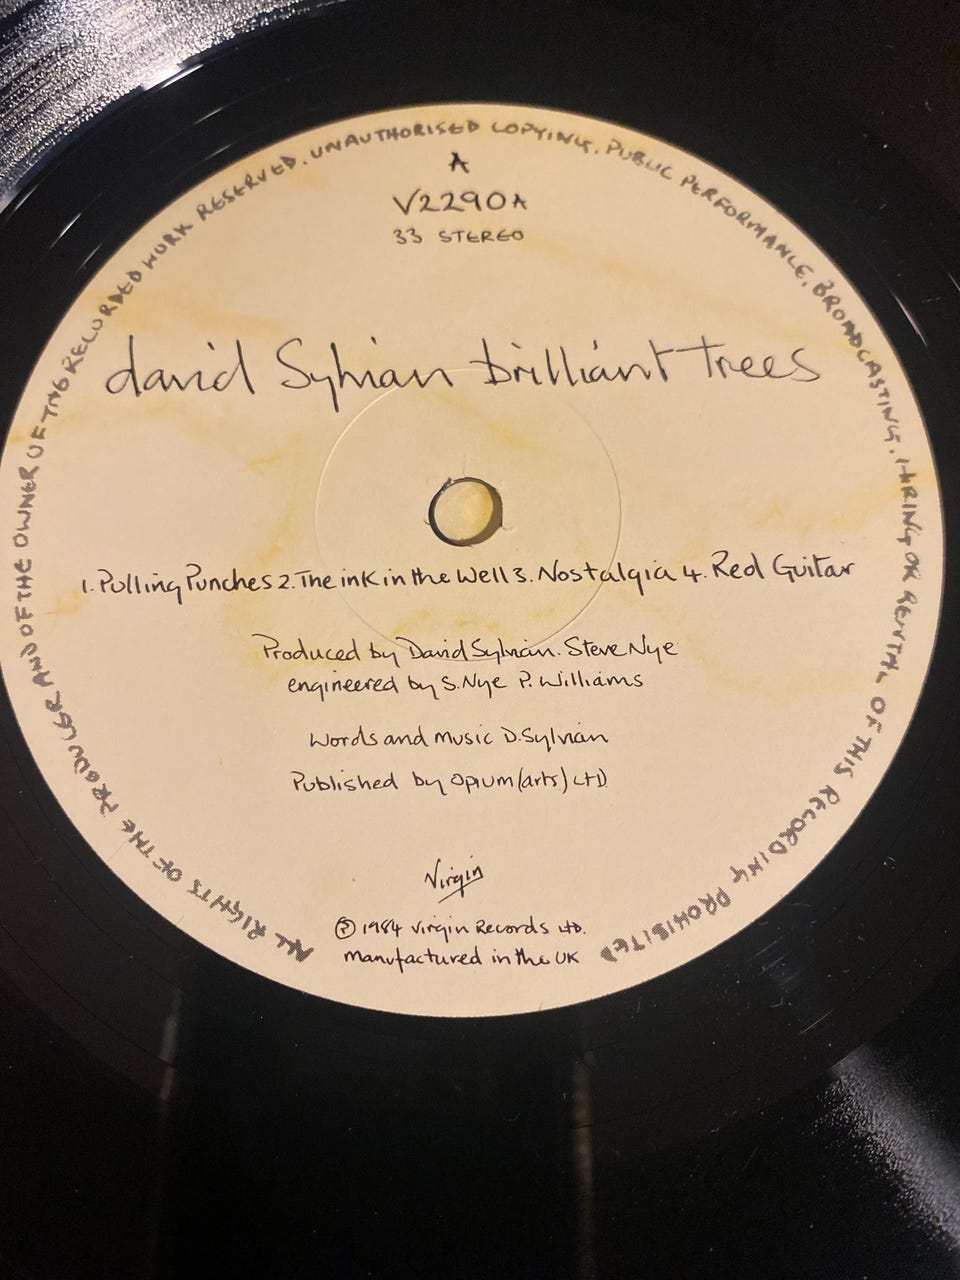 A
V2290A
33 STEREO
david Sylvian brilliant trees
1. Pulling Punches 2. The ink in the Well 3. Nostalgia 4. Red Guitar
Produced by David Sylvian. Steve Nye
engineered by S. Nye P. Williams
Words and Music D. Sylvian
Published by Opium (arts) LTD
Virgin
℗ 1984 Virgin Records LTD.
manufactured in the UK
ALL RIGHTS OF THE PRODUCER AND OF THE OWNER OF THE RECORDED WORK RESERVED. UNAUTHORISED COPYING, PUBLIC PERFORMANCE, BROADCASTING, HIRING OR RENTAL OF THIS RECORDING PROHIBITED